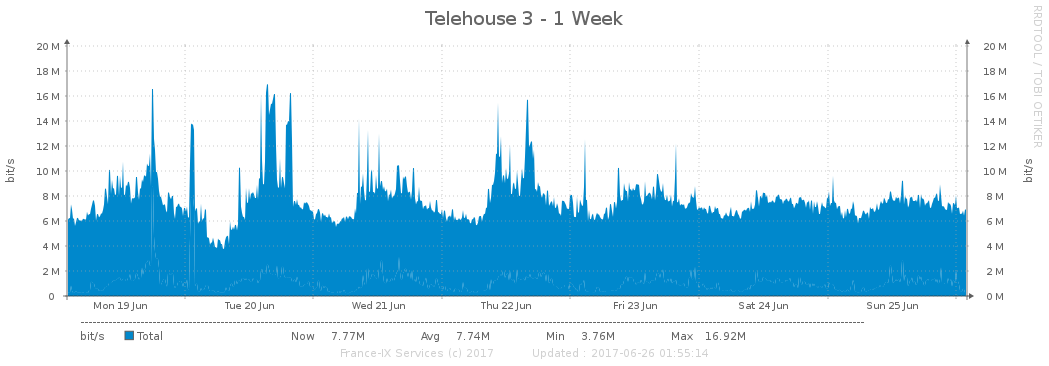 Telehouse 3 - 1 Week
RRDTOOL / TOBI OETIKER
20 M 20 M
18 M 18 M
16 M 16 M
14 M 14 M
12 M 12 M
10 M 10 M
8 M 8 M
6 M 6 M
4 M 4 M
2 M 2 M
0 0 M
bit/s bit/s
Mon 19 Jun Tue 20 Jun Wed 21 Jun Thu 22 Jun Fri 23 Jun Sat 24 Jun Sun 25 Jun
bit/s Total Now 7.77M Avg 7.74M Min 3.76M Max 16.92M
France-IX Services (c) 2017 Updated : 2017-06-26 01:55:14